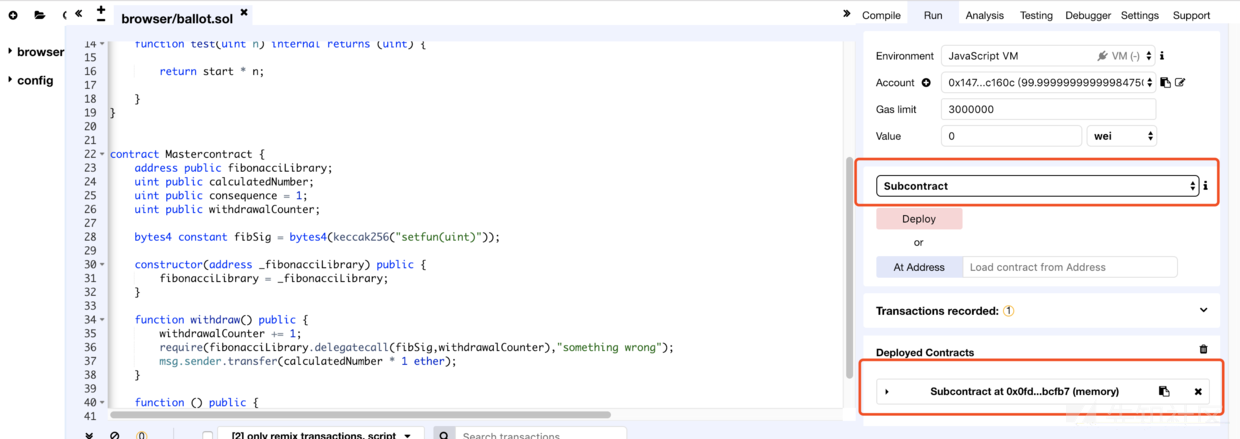 browser/ballot.sol
Compile Run Analysis Testing Debugger Settings Support
browser
config
14 function test(uint n) internal returns (uint) {
15
16 return start * n;
17
18 }
19 }
20
21
22 contract Mastercontract {
23 address public fibonacciLibrary;
24 uint public calculatedNumber;
25 uint public consequence = 1;
26 uint public withdrawalCounter;
27
28 bytes4 constant fibSig = bytes4(keccak256("setfun(uint)"));
29
30 constructor(address _fibonacciLibrary) public {
31 fibonacciLibrary = _fibonacciLibrary;
32 }
33
34 function withdraw() public {
35 withdrawalCounter += 1;
36 require(fibonacciLibrary.delegatecall(fibSig,withdrawalCounter),"something wrong");
37 msg.sender.transfer(calculatedNumber * 1 ether);
38 }
39
40 function () public {
41
0
[2] only remix transactions, script
Search transactions
Environment JavaScript VM VM (-)
Account 0x147...c160c (99.9999999999998475(
Gas limit 3000000
Value 0 wei
Subcontract
Deploy
or
At Address Load contract from Address
Transactions recorded: 1
Deployed Contracts
Subcontract at 0x0fd...bcfb7 (memory)